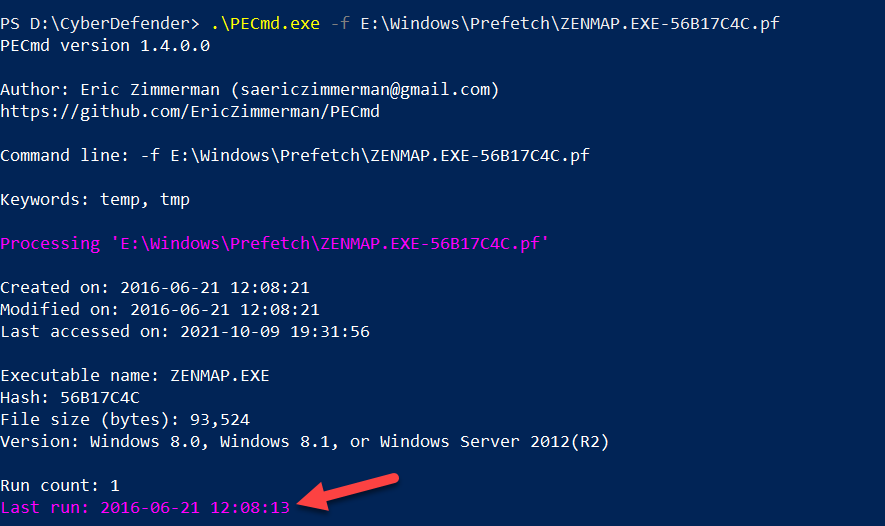 PS D:\CyberDefender> .\PECmd.exe -f E:\Windows\Prefetch\ZENMAP.EXE-56B17C4C.pf
PECmd version 1.4.0.0
Author: Eric Zimmerman (saericzimmerman@gmail.com)
https://github.com/EricZimmerman/PECmd
Command line: -f E:\Windows\Prefetch\ZENMAP.EXE-56B17C4C.pf
Keywords: temp, tmp
Processing 'E:\Windows\Prefetch\ZENMAP.EXE-56B17C4C.pf'
Created on: 2016-06-21 12:08:21
Modified on: 2016-06-21 12:08:21
Last accessed on: 2021-10-09 19:31:56
Executable name: ZENMAP.EXE
Hash: 56B17C4C
File size (bytes): 93,524
Version: Windows 8.0, Windows 8.1, or Windows Server 2012(R2)
Run count: 1
Last run: 2016-06-21 12:08:13